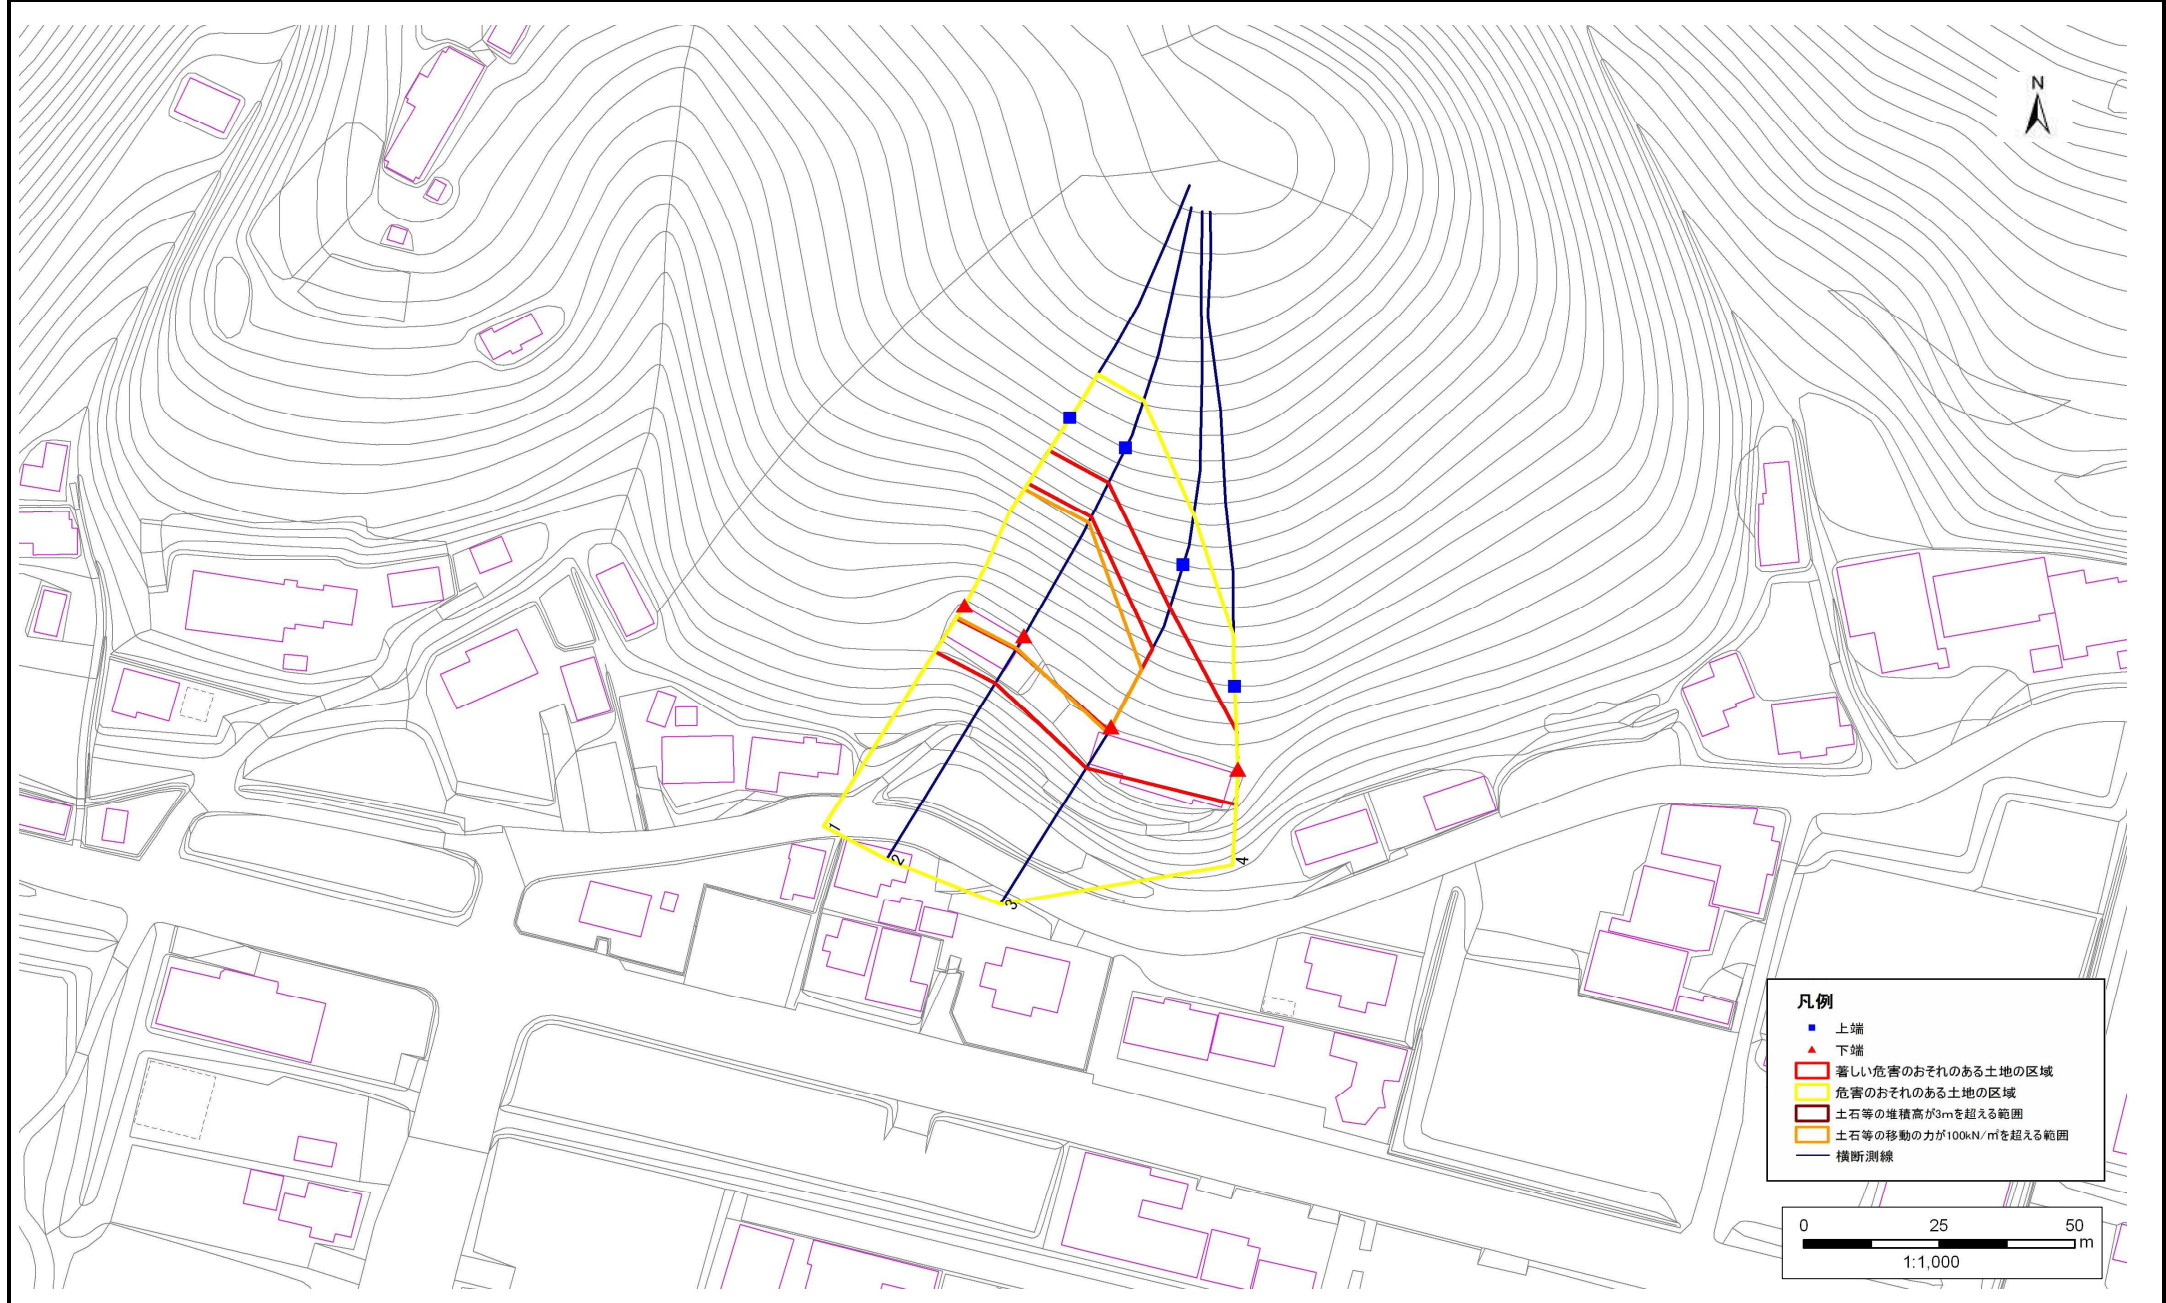 N
1
2
3
4
凡例
上端
下端
著しい危害のおそれのある土地の区域
危害のおそれのある土地の区域
土石等の堆積高が3mを超える範囲
土石等の移動の力が100kN/㎡を超える範囲
横断測線
0 25 50
m
1:1,000